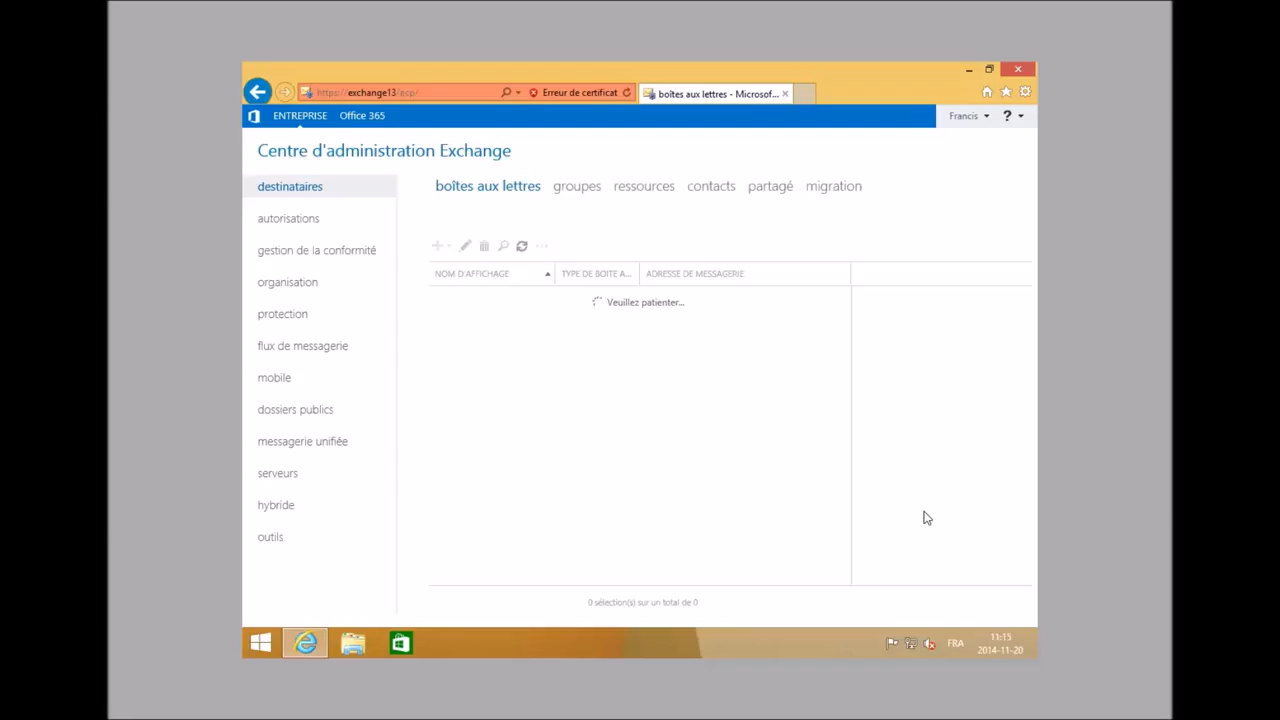 https://exchange13/ecp/
Erreur de certificat
boîtes aux lettres - Microsof...
ENTREPRISE
Office 365
Francis
?
Centre d'administration Exchange
destinataires
autorisations
gestion de la conformité
organisation
protection
flux de messagerie
mobile
dossiers publics
messagerie unifiée
serveurs
hybride
outils
boîtes aux lettres
groupes
ressources
contacts
partagé
migration
NOM D'AFFICHAGE
TYPE DE BOITE A...
ADRESSE DE MESSAGERIE
Veuillez patienter...
0 sélection(s) sur un total de 0
FRA
11:15
2014-11-20